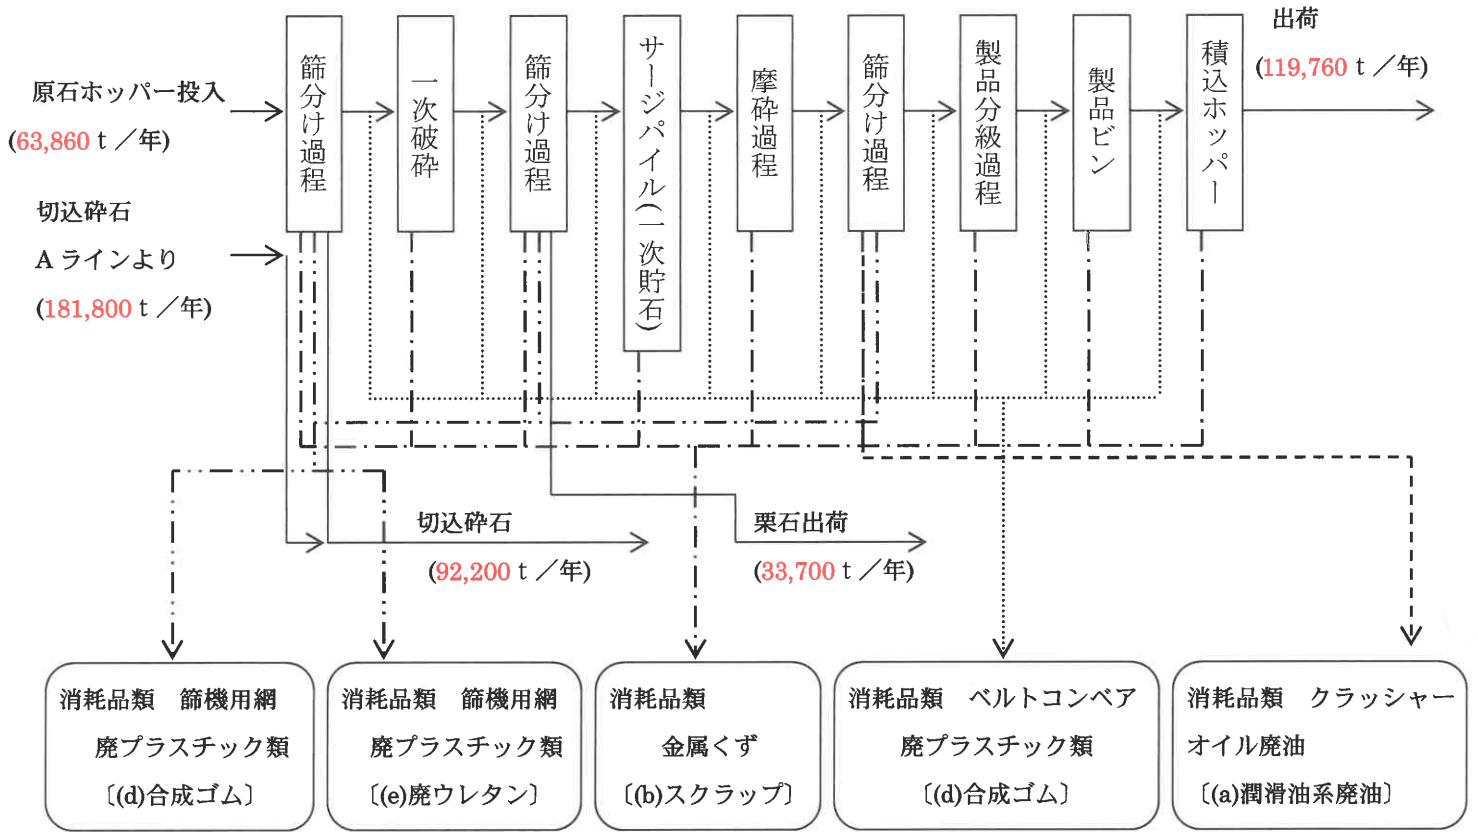 原石ホッパー投入
(63,860ｔ／年)
切込砕石
Aラインより
(181,800ｔ／年)
篩分け過程
一次破砕
篩分け過程
サージパイル(一次貯石)
摩砕過程
篩分け過程
製品分級過程
製品ビン
積込ホッパー
出荷
(119,760ｔ／年)
切込砕石
(92,200ｔ／年)
栗石出荷
(33,700ｔ／年)
消耗品類　篩機用網
廃プラスチック類
〔(d)合成ゴム〕
消耗品類　篩機用網
廃プラスチック類
〔(e)廃ウレタン〕
消耗品類
金属くず
〔(b)スクラップ〕
消耗品類　ベルトコンベア
廃プラスチック類
〔(d)合成ゴム〕
消耗品類　クラッシャー
オイル廃油
〔(a)潤滑油系廃油〕